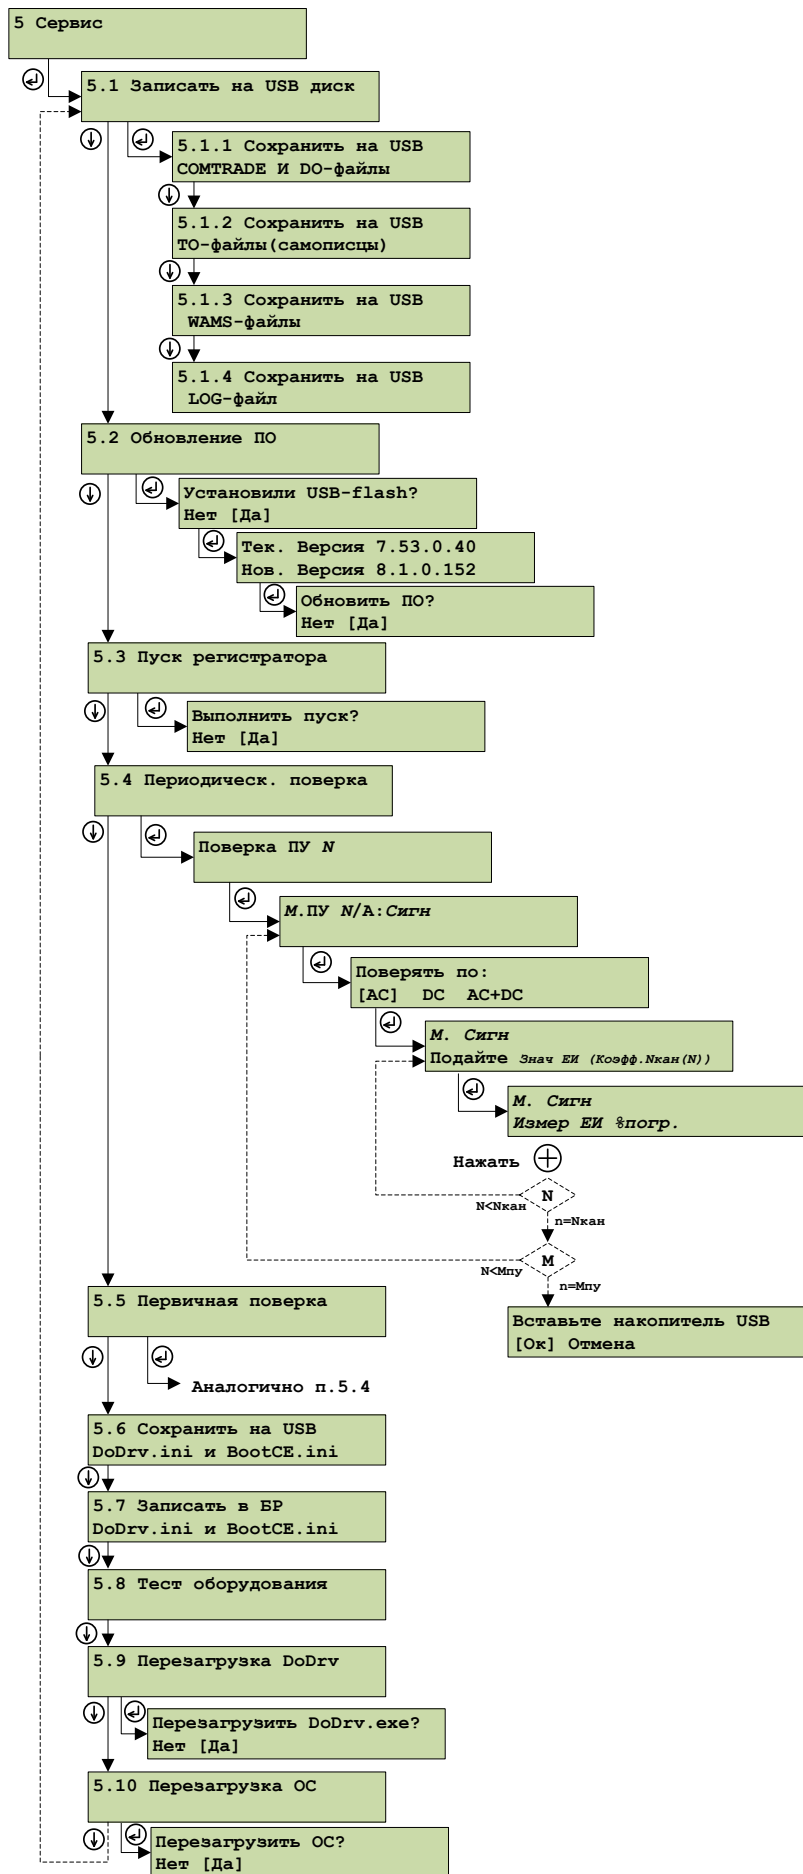 5 Сервис
5.1 Записать на USB диск
5.1.1 Сохранить на USB
COMTRADE И DO-файлы
5.1.2 Сохранить на USB
TO-файлы(самописцы)
5.1.3 Сохранить на USB
WAMS-файлы
5.1.4 Сохранить на USB
LOG-файл
5.2 Обновление ПО
Установили USB-flash?
Нет [Да]
Тек. Версия 7.53.0.40
Нов. Версия 8.1.0.152
Обновить ПО?
Нет [Да]
5.3 Пуск регистратора
Выполнить пуск?
Нет [Да]
5.4 Периодическ. поверка
Поверка ПУ N
M.ПУ N/A:Сигн
Поверять по:
[AC] DC AC+DC
M. Сигн
Подайте Знач ЕИ (Коэфф.Nкан(N))
M. Сигн
Измер ЕИ %погр.
Нажать
N
N<Nкан
n=Nкан
M
N<Mпу
n=Mпу
Вставьте накопитель USB
[Ок] Отмена
5.5 Первичная поверка
Аналогично п.5.4
5.6 Сохранить на USB
DoDrv.ini и BootCE.ini
5.7 Записать в БР
DoDrv.ini и BootCE.ini
5.8 Тест оборудования
5.9 Перезагрузка DoDrv
Перезагрузить DoDrv.exe?
Нет [Да]
5.10 Перезагрузка ОС
Перезагрузить ОС?
Нет [Да]